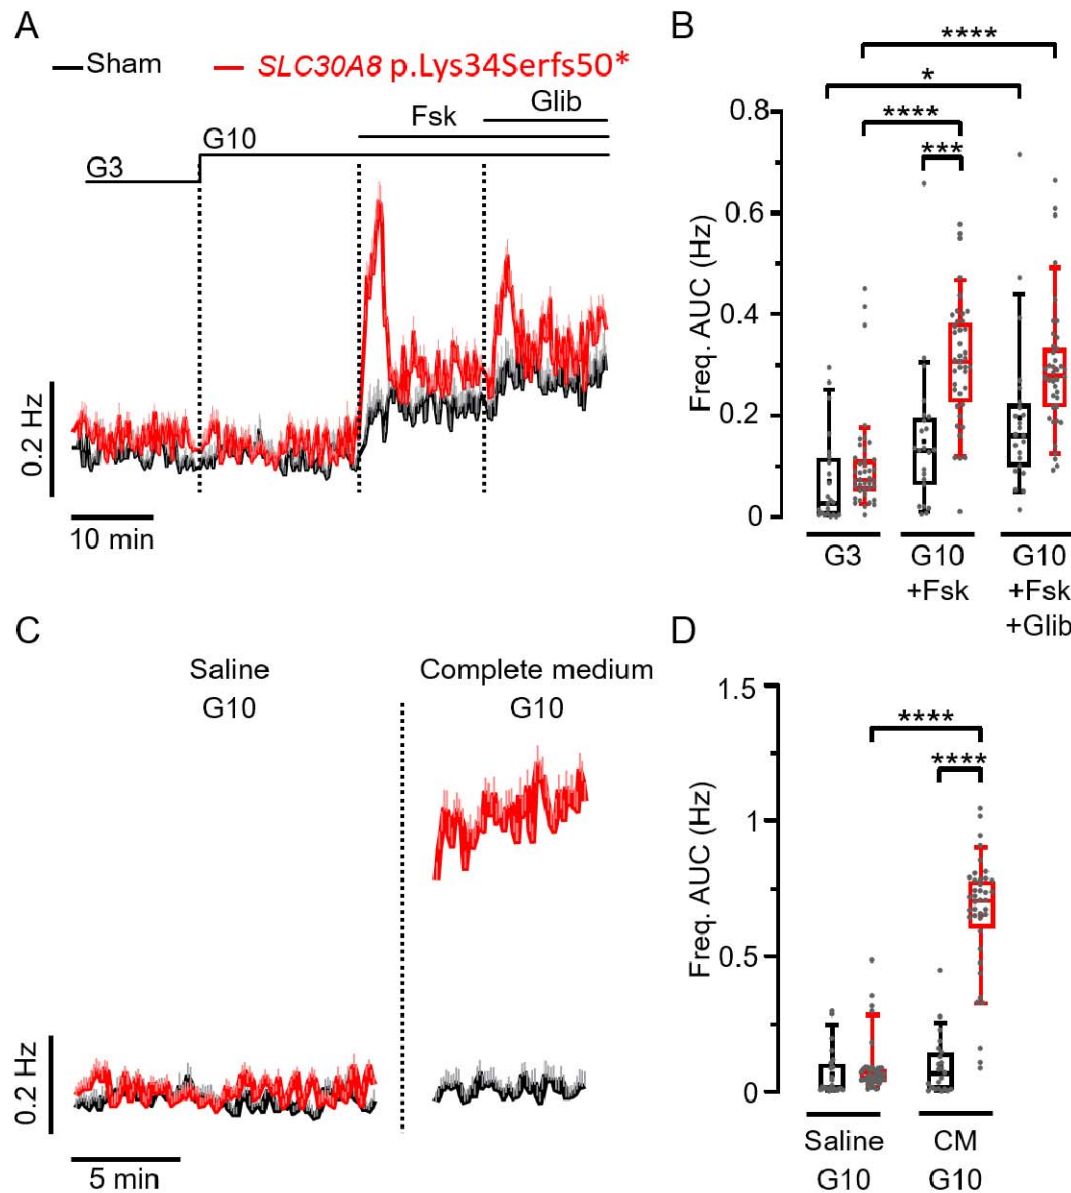 A
Sham
SLC30A8 p.Lys34Serfs50*
Glib
Fsk
G10
G3
0.2 Hz
10 min
B
****
*
****
***
0.8
0.6
0.4
0.2
0
Freq. AUC (Hz)
G3
G10
+Fsk
G10
+Fsk
+Glib
C
Saline
G10
Complete medium
G10
0.2 Hz
5 min
D
1.5
1
0.5
0
Freq. AUC (Hz)
****
****
Saline
G10
CM
G10